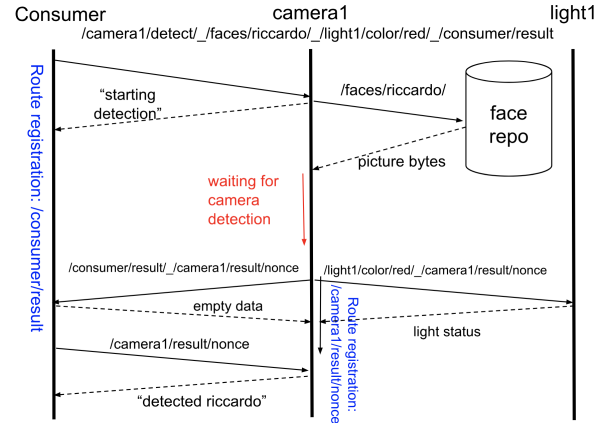 Consumer
camera1
light1
/camera1/detect/_/faces/riccardo/_/light1/color/red/_/consumer/result
Route registration: /consumer/result
“starting
detection”
/faces/riccardo/
face
repo
picture bytes
waiting for
camera
detection
/consumer/result/_/camera1/result/nonce
/light1/color/red/_/camera1/result/nonce
empty data
Route registration:
/camera1/result/nonce
light status
/camera1/result/nonce
“detected riccardo”